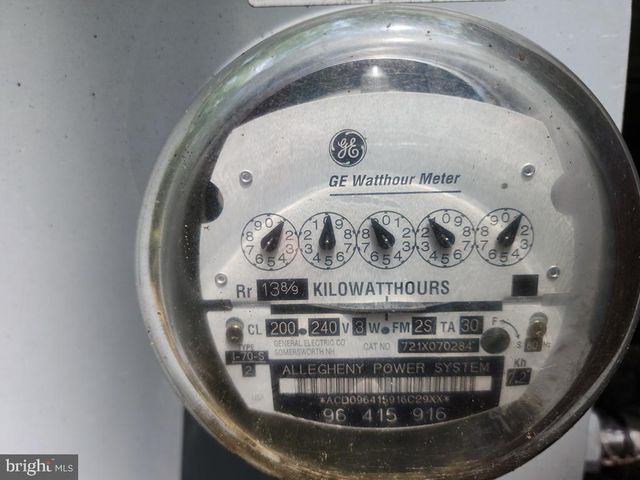 GE
GE Watthour Meter
Rr 13 8/9 KILOWATTHOURS
CL 200 240 V 3 W FM 2S TA 30
GENERAL ELECTRIC CO
SOMERSWORTH NH
CAT NO 721X070284
TYPE
I-70-S
2
F
S
Kh
7.2
ALLEGHENY POWER SYSTEM
*ACD096415916C29XX*
96 415 916
bright MLS